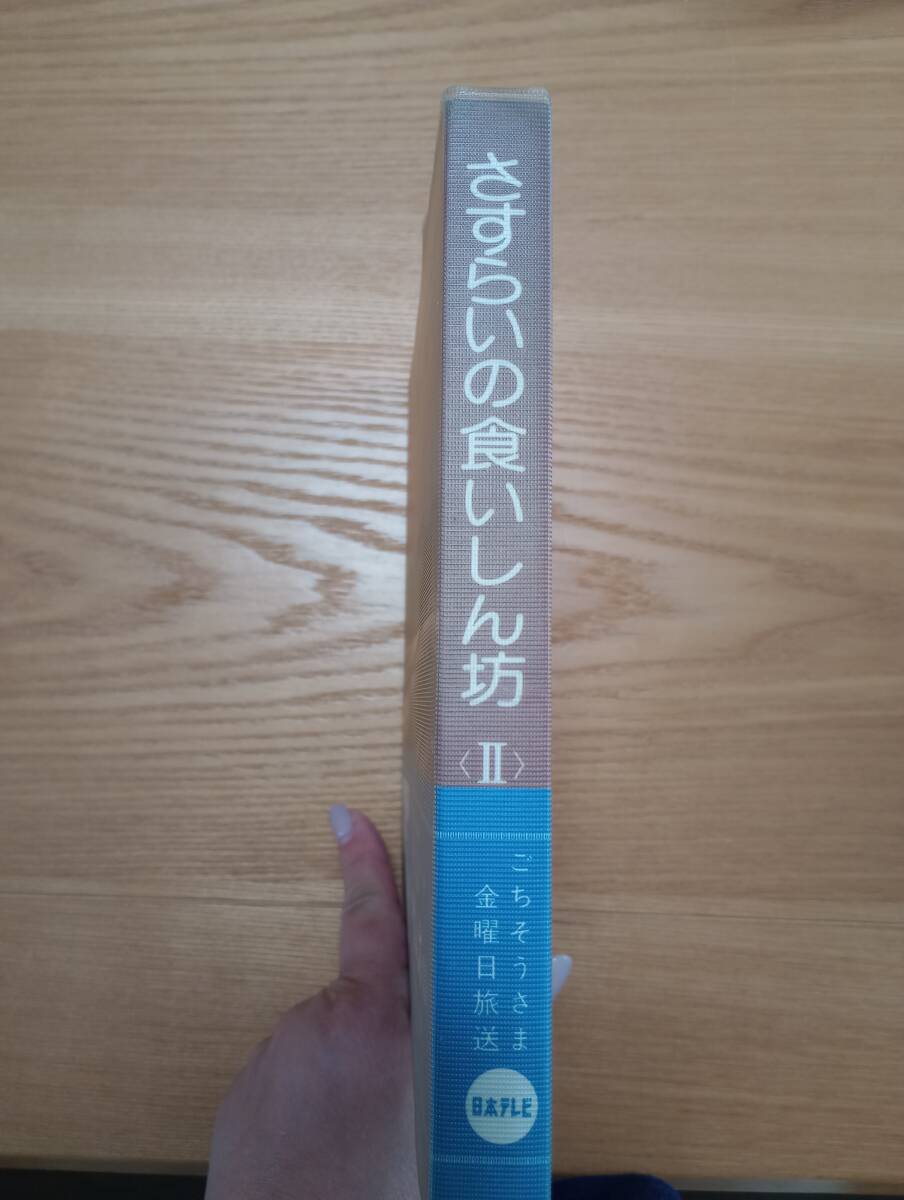 さすらいの食いしん坊
〈Ⅱ〉
ごちそうさま
金曜日旅送
日本テレビ